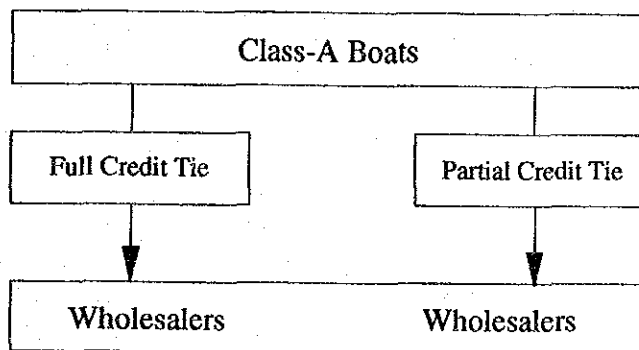 Class-A Boats
Full Credit Tie
Partial Credit Tie
Wholesalers
Wholesalers